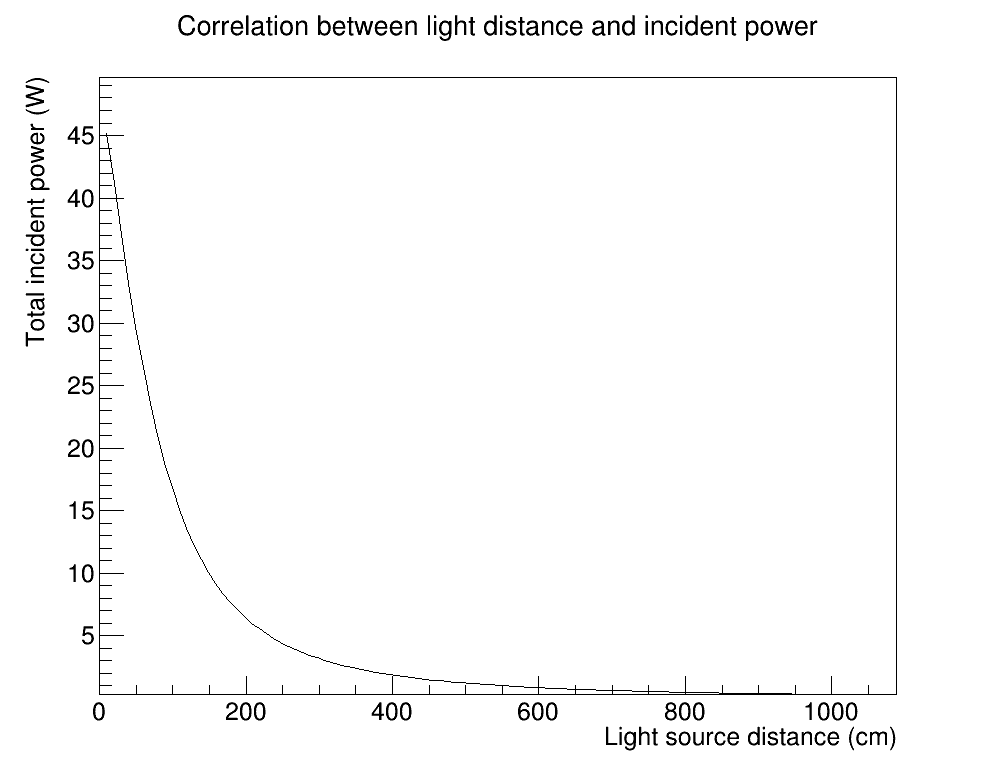 Correlation between light distance and incident power
Total incident power (W)
45
40
35
30
25
20
15
10
5
0 200 400 600 800 1000
Light source distance (cm)